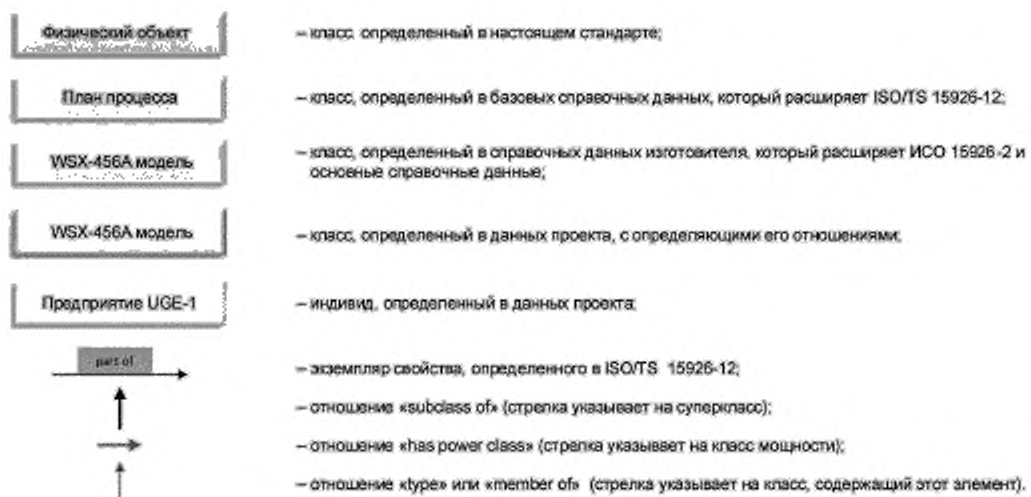 Физический объект
– класс, определенный в настоящем стандарте;
План процесса
– класс, определенный в базовых справочных данных, который расширяет ISO/TS 15926-12;
WSX-456A модель
– класс, определенный в справочных данных изготовителя, который расширяет ИСО 15926-2 и
основные справочные данные;
WSX-456A модель
– класс, определенный в данных проекта, с определяющими его отношениями;
Предприятие UGE-1
– индивид, определенный в данных проекта;
part of
– экземпляр свойства, определенного в ISO/TS 15926-12;
– отношение «subclass of» (стрелка указывает на суперкласс);
– отношение «has power class» (стрелка указывает на класс мощности);
– отношение «type» или «member of» (стрелка указывает на класс, содержащий этот элемент).